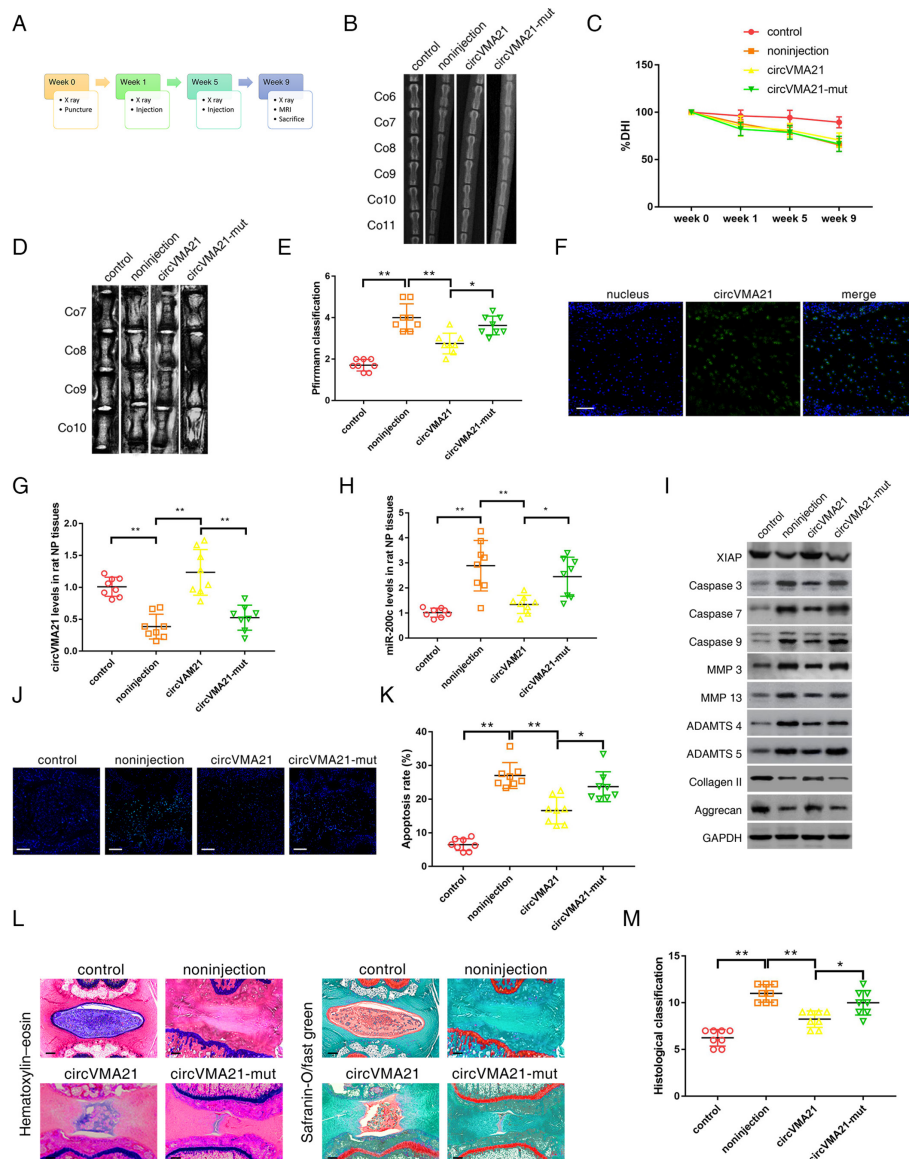 A
Week 0
• X ray
• Puncture
Week 1
• X ray
• Injection
Week 5
• X ray
• Injection
Week 9
• X ray
• MRI
• Sacrifice
B
control
noninjection
circVMA21
circVMA21-mut
Co6
Co7
Co8
Co9
Co10
Co11
C
control
noninjection
circVMA21
circVMA21-mut
%DHI
150
100
50
0
week 0
week 1
week 5
week 9
D
control
noninjection
circVMA21
circVMA21-mut
Co7
Co8
Co9
Co10
E
Pfirrmann classification
6
4
2
0
**
**
*
control
noninjection
circVMA21
circVMA21-mut
F
nucleus
circVMA21
merge
G
circVMA21 levels in rat NP tissues
2.0
1.5
1.0
0.5
0.0
**
**
**
control
noninjection
circVAM21
circVMA21-mut
H
miR-200c levels in rat NP tissues
5
4
3
2
1
0
**
**
*
control
noninjection
circVAM21
circVMA21-mut
I
control
noninjection
circVMA21
circVMA21-mut
XIAP
Caspase 3
Caspase 7
Caspase 9
MMP 3
MMP 13
ADAMTS 4
ADAMTS 5
Collagen II
Aggrecan
GAPDH
J
control
noninjection
circVMA21
circVMA21-mut
K
Apoptosis rate (%)
40
30
20
10
0
**
**
*
control
noninjection
circVMA21
circVMA21-mut
L
Hematoxylin–eosin
control
noninjection
circVMA21
circVMA21-mut
Safranin-O/fast green
control
noninjection
circVMA21
circVMA21-mut
M
Histological classification
15
10
5
0
**
**
*
control
noninjection
circVMA21
circVMA21-mut